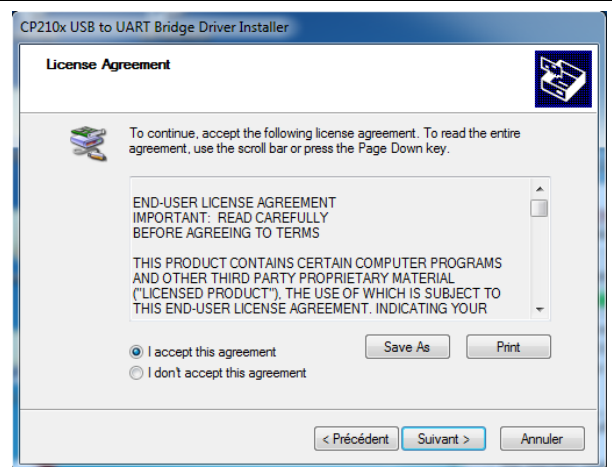 CP210x USB to UART Bridge Driver Installer
License Agreement
To continue, accept the following license agreement. To read the entire
agreement, use the scroll bar or press the Page Down key.
END-USER LICENSE AGREEMENT
IMPORTANT: READ CAREFULLY
BEFORE AGREEING TO TERMS
THIS PRODUCT CONTAINS CERTAIN COMPUTER PROGRAMS
AND OTHER THIRD PARTY PROPRIETARY MATERIAL
("LICENSED PRODUCT"), THE USE OF WHICH IS SUBJECT TO
THIS END-USER LICENSE AGREEMENT. INDICATING YOUR
I accept this agreement
Save As
Print
I don't accept this agreement
< Précédent
Suivant >
Annuler